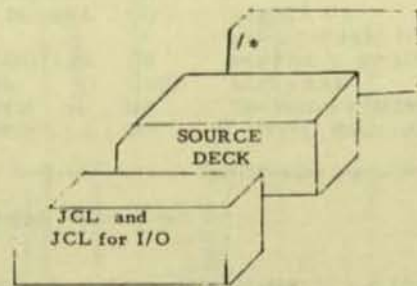 /*
SOURCE
DECK
JCL and
JCL for I/O